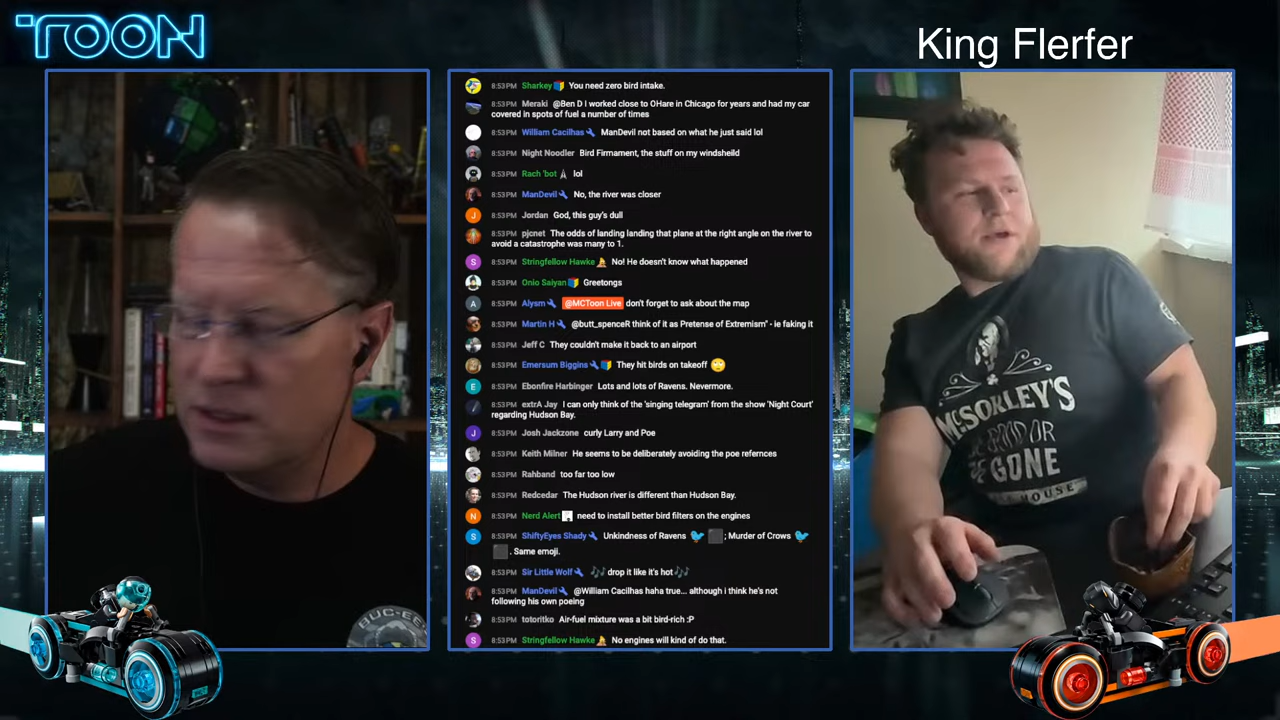 TOON
King Flerfer
8:53PM Sharkey You need zero bird intake.
8:53PM Meraki @Ben D I worked close to OHare in Chicago for years and had my car
covered in spots of fuel a number of times
8:53PM William Cacilhas ManDevil not based on what he just said lol
8:53PM Night Noodler Bird Firmament, the stuff on my windsheild
8:53PM Rach 'bot lol
8:53PM ManDevil No, the river was closer
8:53PM Jordan God, this guy's dull
8:53PM pjcnet The odds of landing landing that plane at the right angle on the river to
avoid a catastrophe was many to 1.
8:53PM Stringfellow Hawke No! He doesn't know what happened
8:53PM Onio Saiyan Greetongs
8:53PM Alysm @MCToon Live don't forget to ask about the map
8:53PM Martin H @butt_spenceR think of it as Pretense of Extremism" - ie faking it
8:53PM Jeff C They couldn't make it back to an airport
8:53PM Emersum Biggins They hit birds on takeoff
8:53PM Ebonfire Harbinger Lots and lots of Ravens. Nevermore.
8:53PM extrA Jay I can only think of the 'singing telegram' from the show 'Night Court'
regarding Hudson Bay.
8:53PM Josh Jackzone curly Larry and Poe
8:53PM Keith Milner He seems to be deliberately avoiding the poe refernces
8:53PM Rahband too far too low
8:53PM Redcedar The Hudson river is different than Hudson Bay.
8:53PM Nerd Alert need to install better bird filters on the engines
8:53PM ShiftyEyes Shady Unkindness of Ravens ; Murder of Crows
. Same emoji.
8:53PM Sir Little Wolf drop it like it's hot
8:53PM ManDevil @William Cacilhas haha true... although i think he's not
following his own poeing
8:53PM totoritko Air-fuel mixture was a bit bird-rich :P
8:53PM Stringfellow Hawke No engines will kind of do that.
McSORLEY'S
GONE
HOUSE
BUC-EE